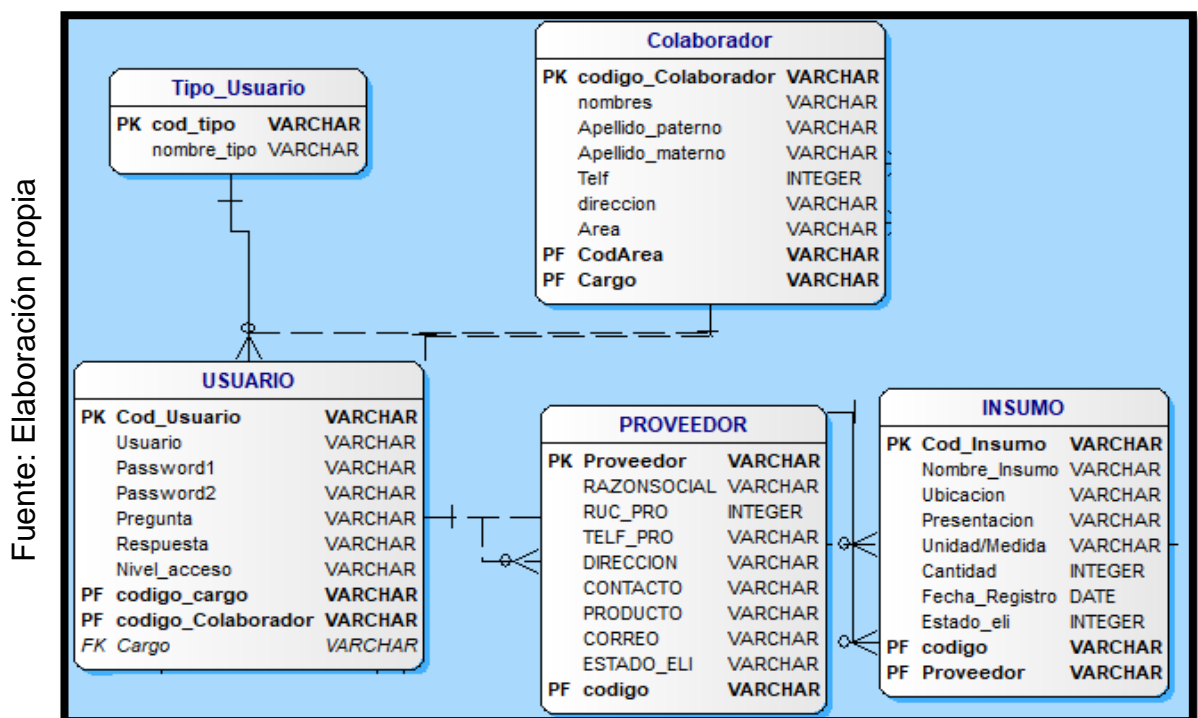 Fuente: Elaboración propia
Tipo_Usuario
PK cod_tipo VARCHAR
nombre_tipo VARCHAR
Colaborador
PK codigo_Colaborador VARCHAR
nombres VARCHAR
Apellido_paterno VARCHAR
Apellido_materno VARCHAR
Telf INTEGER
direccion VARCHAR
Area VARCHAR
PF CodArea VARCHAR
PF Cargo VARCHAR
USUARIO
PK Cod_Usuario VARCHAR
Usuario VARCHAR
Password1 VARCHAR
Password2 VARCHAR
Pregunta VARCHAR
Respuesta VARCHAR
Nivel_acceso VARCHAR
PF codigo_cargo VARCHAR
PF codigo_Colaborador VARCHAR
FK Cargo VARCHAR
PROVEEDOR
PK Proveedor VARCHAR
RAZONSOCIAL VARCHAR
RUC_PRO INTEGER
TELF_PRO VARCHAR
DIRECCION VARCHAR
CONTACTO VARCHAR
PRODUCTO VARCHAR
CORREO VARCHAR
ESTADO_ELI VARCHAR
PF codigo VARCHAR
INSUMO
PK Cod_Insumo VARCHAR
Nombre_Insumo VARCHAR
Ubicacion VARCHAR
Presentacion VARCHAR
Unidad/Medida VARCHAR
Cantidad INTEGER
Fecha_Registro DATE
Estado_eli INTEGER
PF codigo VARCHAR
PF Proveedor VARCHAR